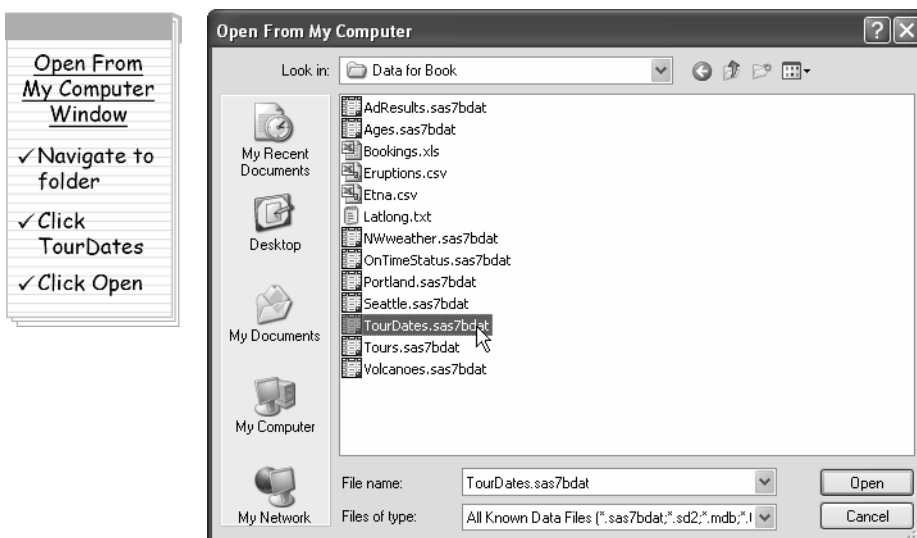 Open From
My Computer
Window
✓ Navigate to
folder
✓ Click
TourDates
✓ Click Open
Open From My Computer
Look in: Data for Book
My Recent
Documents
Desktop
My Documents
My Computer
My Network
AdResults.sas7bdat
Ages.sas7bdat
Bookings.xls
Eruptions.csv
Etna.csv
Latlong.txt
NWweather.sas7bdat
OnTimeStatus.sas7bdat
Portland.sas7bdat
Seattle.sas7bdat
TourDates.sas7bdat
Tours.sas7bdat
Volcanoes.sas7bdat
File name: TourDates.sas7bdat Open
Files of type: All Known Data Files (*.sas7bdat;*.sd2;*.mdb;*. Cancel